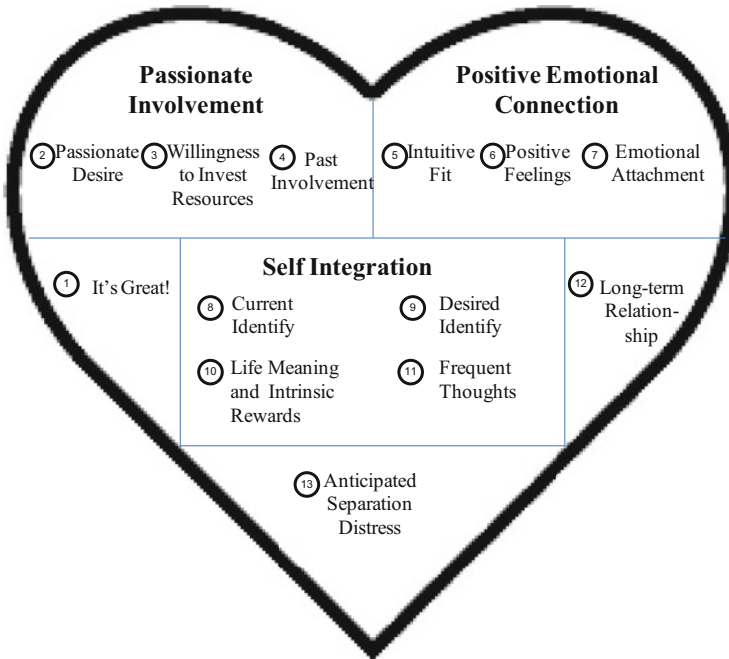 Passionate
Involvement
2 Passionate
Desire
3 Willingness
to Invest
Resources
4 Past
Involvement
Positive Emotional
Connection
5 Intuitive
Fit
6 Positive
Feelings
7 Emotional
Attachment
1 It's Great!
Self Integration
8 Current
Identify
9 Desired
Identify
10 Life Meaning
and Intrinsic
Rewards
11 Frequent
Thoughts
12 Long-term
Relation-
ship
13 Anticipated
Separation
Distress